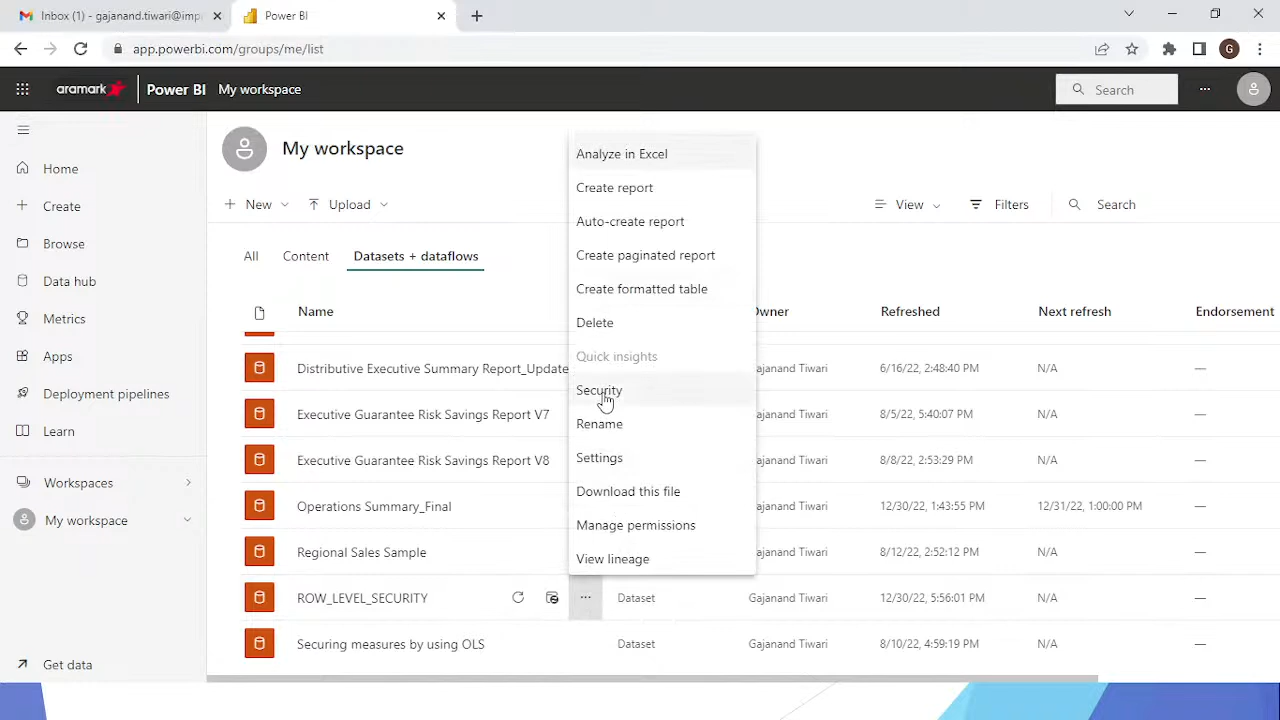 Inbox (1) - gajanand.tiwari@imp
Power BI
app.powerbi.com/groups/me/list
G
aramark
Power BI My workspace
Search
Home
Create
Browse
Data hub
Metrics
Apps
Deployment pipelines
Learn
Workspaces
My workspace
Get data
My workspace
New
Upload
View
Filters
Search
All
Content
Datasets + dataflows
Name
Owner
Refreshed
Next refresh
Endorsement
Distributive Executive Summary Report_Update
ajanand Tiwari
6/16/22, 2:48:40 PM
N/A
—
Executive Guarantee Risk Savings Report V7
ajanand Tiwari
8/5/22, 5:40:07 PM
N/A
—
Executive Guarantee Risk Savings Report V8
ajanand Tiwari
8/8/22, 2:53:29 PM
N/A
—
Operations Summary_Final
ajanand Tiwari
12/30/22, 1:43:55 PM
12/31/22, 1:00:00 PM
—
Regional Sales Sample
ajanand Tiwari
8/12/22, 2:52:12 PM
N/A
—
ROW_LEVEL_SECURITY
Dataset
Gajanand Tiwari
12/30/22, 5:56:01 PM
N/A
—
Securing measures by using OLS
Dataset
Gajanand Tiwari
8/10/22, 4:59:19 PM
N/A
—
Analyze in Excel
Create report
Auto-create report
Create paginated report
Create formatted table
Delete
Quick insights
Security
Rename
Settings
Download this file
Manage permissions
View lineage